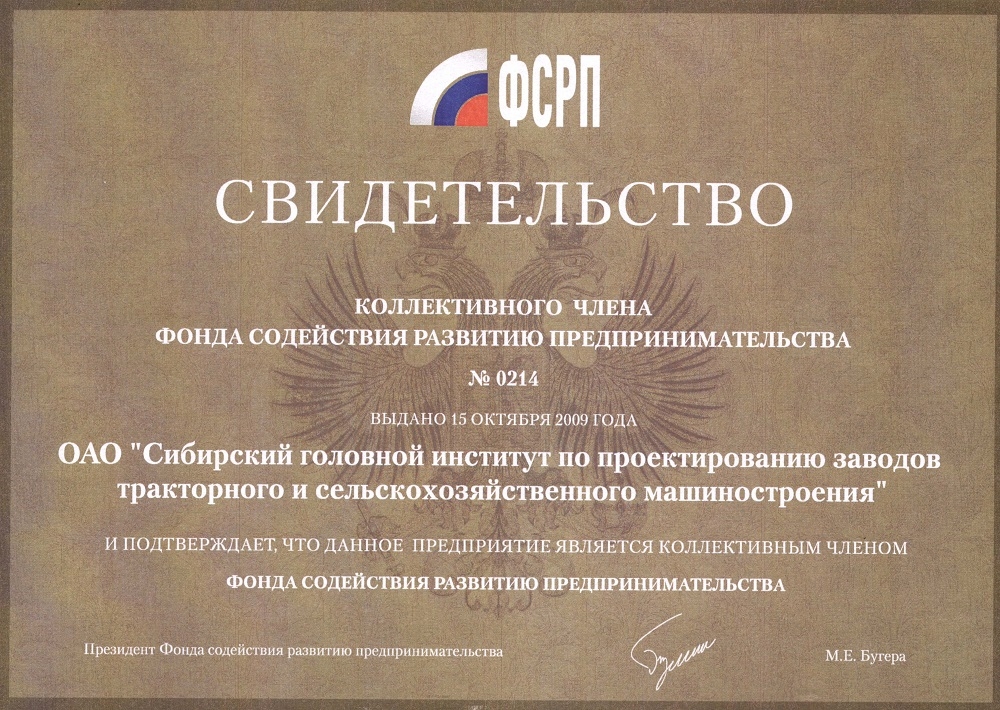 ФСРП
СВИДЕТЕЛЬСТВО
КОЛЛЕКТИВНОГО ЧЛЕНА
ФОНДА СОДЕЙСТВИЯ РАЗВИТИЮ ПРЕДПРИНИМАТЕЛЬСТВА
№ 0214
ВЫДАНО 15 ОКТЯБРЯ 2009 ГОДА
ОАО "Сибирский головной институт по проектированию заводов
тракторного и сельскохозяйственного машиностроения"
И ПОДТВЕРЖДАЕТ, ЧТО ДАННОЕ ПРЕДПРИЯТИЕ ЯВЛЯЕТСЯ КОЛЛЕКТИВНЫМ ЧЛЕНОМ
ФОНДА СОДЕЙСТВИЯ РАЗВИТИЮ ПРЕДПРИНИМАТЕЛЬСТВА
Президент Фонда содействия развитию предпринимательства
М.Е. Бугера